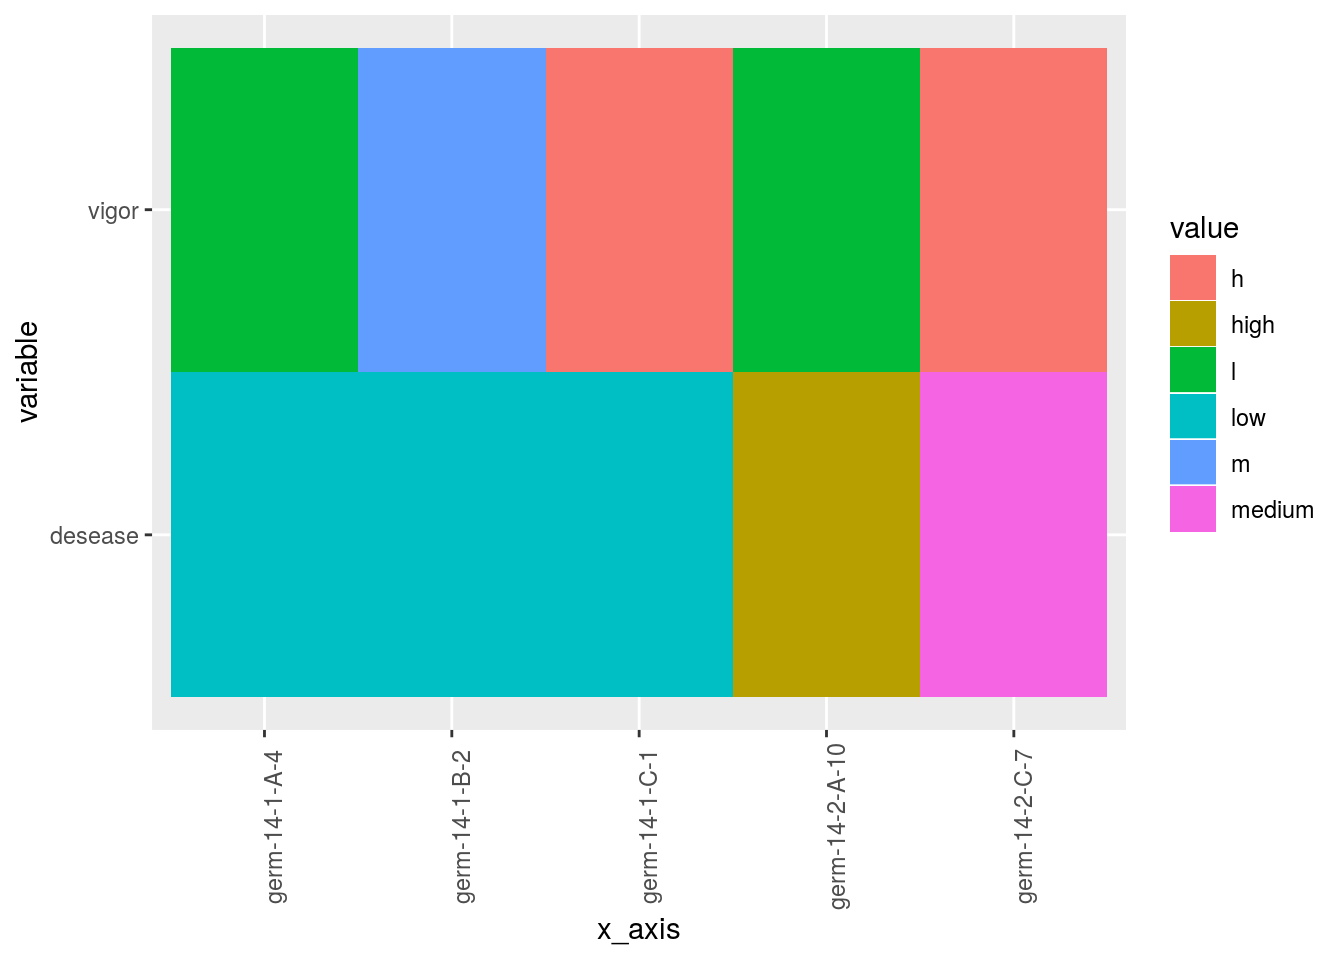 variable
vigor
desease
germ-14-1-A-4
germ-14-1-B-2
germ-14-1-C-1
germ-14-2-A-10
germ-14-2-C-7
x_axis
value
h
high
l
low
m
medium